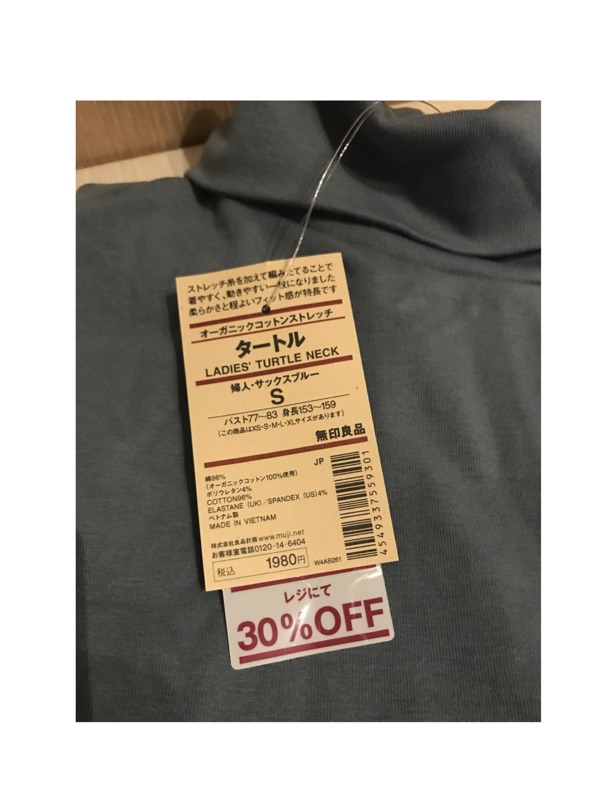 ストレッチ糸を加えて編みたてることで
着やすく、動きやすい一枚になりました
柔らかさと程よいフィット感が特長です
オーガニックコットンストレッチ
タートル
LADIES' TURTLE NECK
婦人・サックスブルー
S
バスト77〜83 身長153〜159
(この商品はXS・S・M・L・XLサイズがあります)
無印良品
綿96%
(オーガニックコットン100%使用)
ポリウレタン4%
COTTON96%
ELASTANE (UK)/SPANDEX (US)4%
ベトナム製
MADE IN VIETNAM
JP
4549337559301
株式会社良品計画 www.muji.net
お客様室電話0120-14-6404
税込 1980円
W4AB261
レジにて
30%OFF